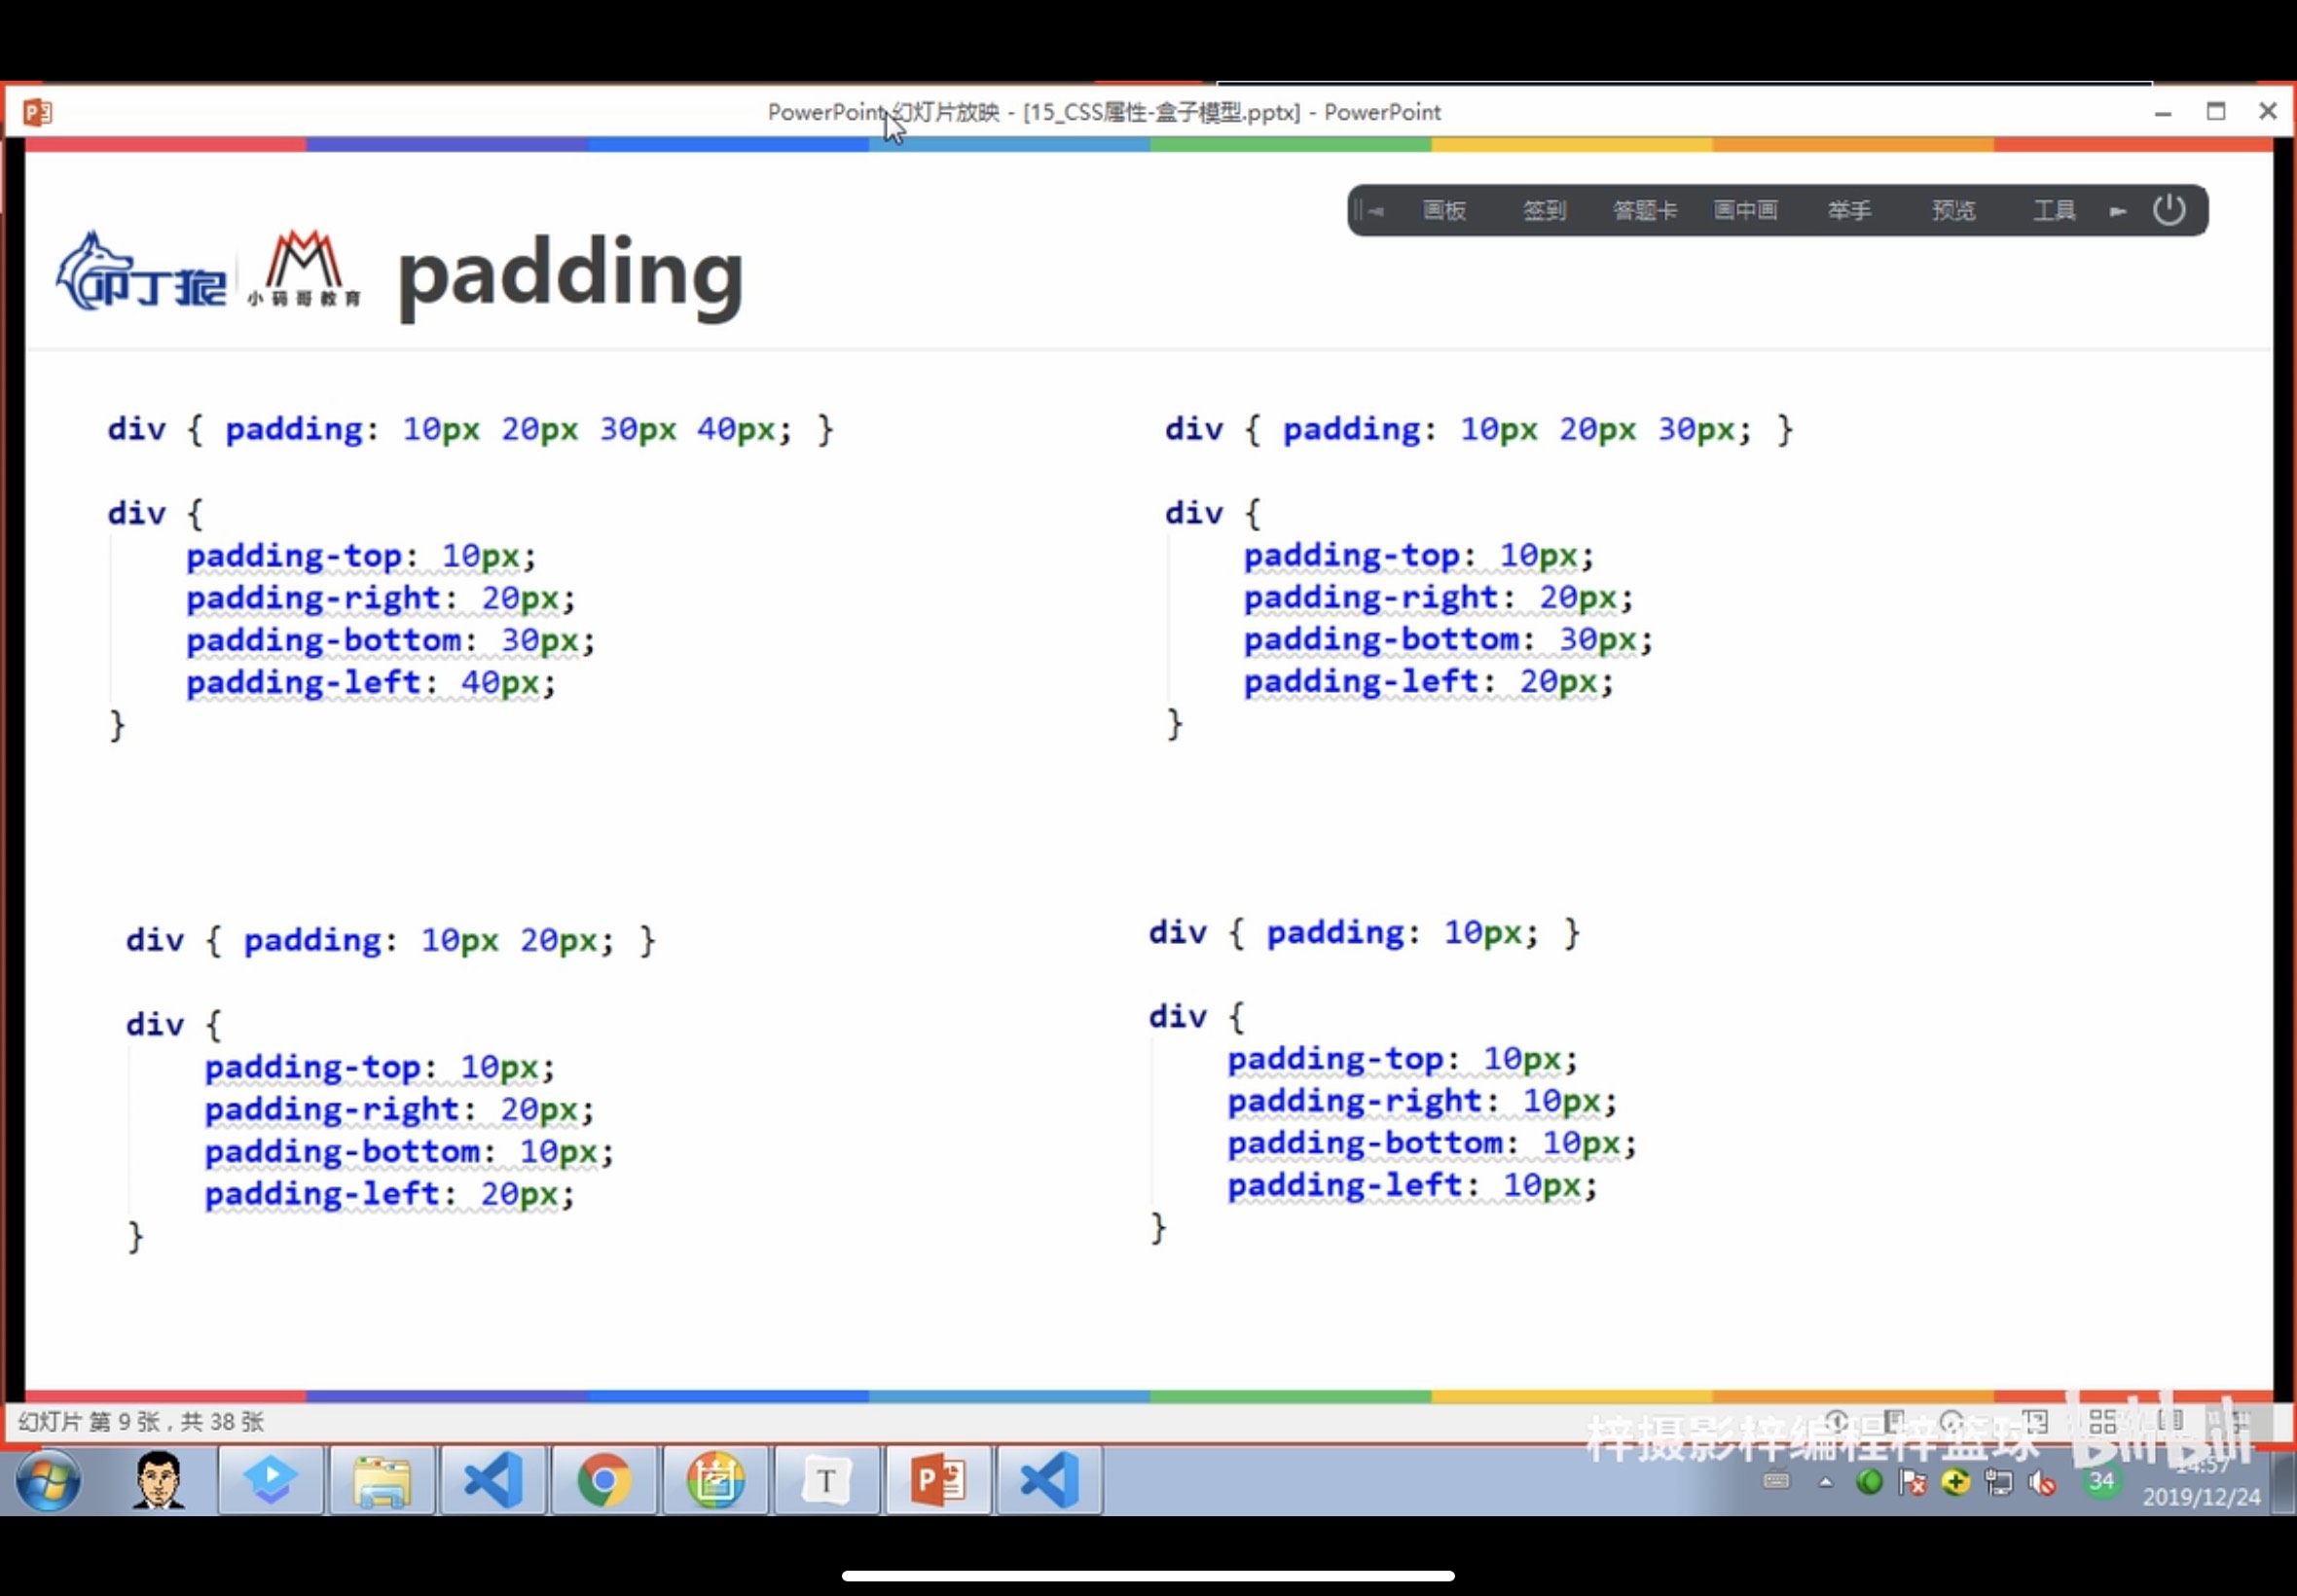 PowerPoint 幻灯片放映 - [15_CSS属性-盒子模型.pptx] - PowerPoint
画板 签到 答题卡 画中画 举手 预览 工具
叩丁狼
小码哥教育
padding
div { padding: 10px 20px 30px 40px; }
div {
padding-top: 10px;
padding-right: 20px;
padding-bottom: 30px;
padding-left: 40px;
}
div { padding: 10px 20px 30px; }
div {
padding-top: 10px;
padding-right: 20px;
padding-bottom: 30px;
padding-left: 20px;
}
div { padding: 10px 20px; }
div {
padding-top: 10px;
padding-right: 20px;
padding-bottom: 10px;
padding-left: 20px;
}
div { padding: 10px; }
div {
padding-top: 10px;
padding-right: 10px;
padding-bottom: 10px;
padding-left: 10px;
}
幻灯片 第 9 张，共 38 张
梓摄影梓编程梓篮球 bilibili
T
34
14:57
2019/12/24